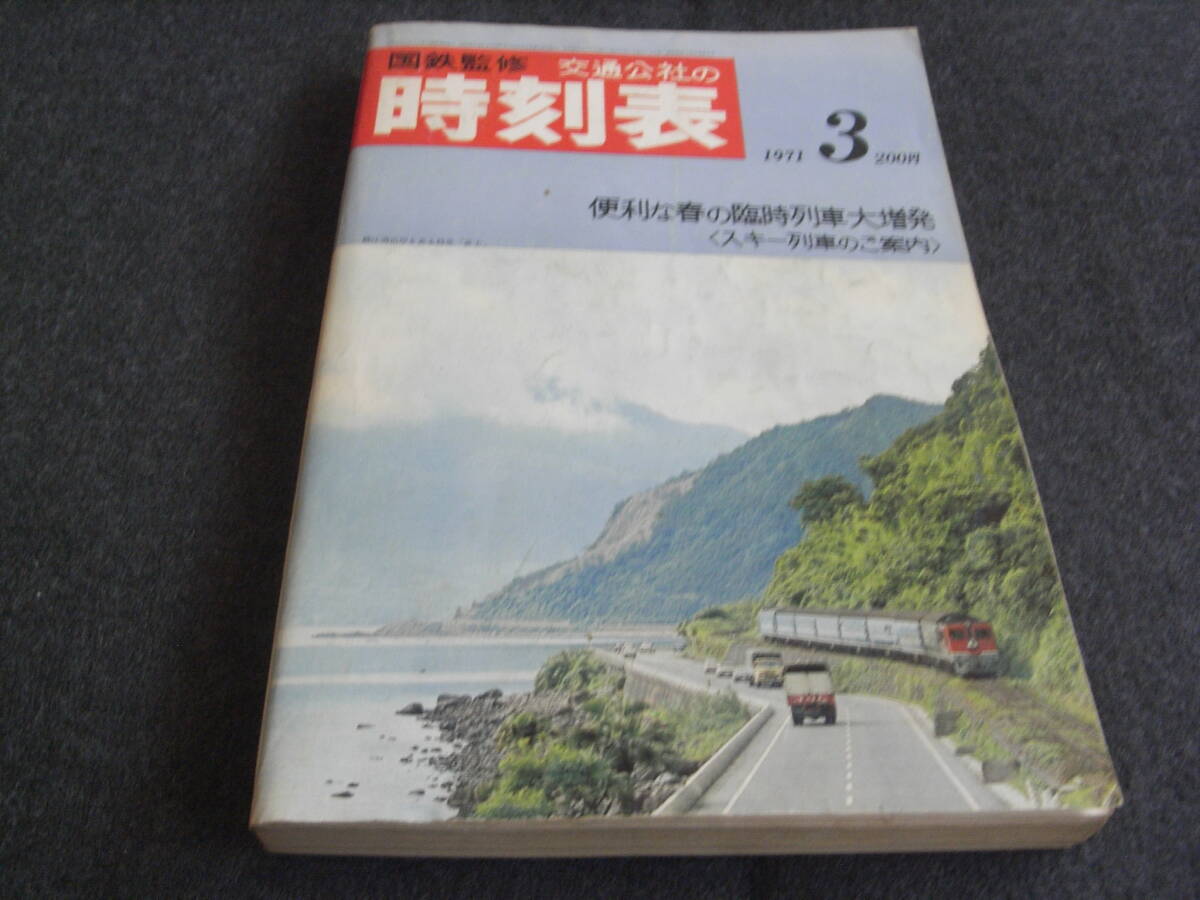 国鉄監修 交通公社の
時刻表
1971 3 200円
便利な春の臨時列車大増発
〈スキー列車のご案内〉